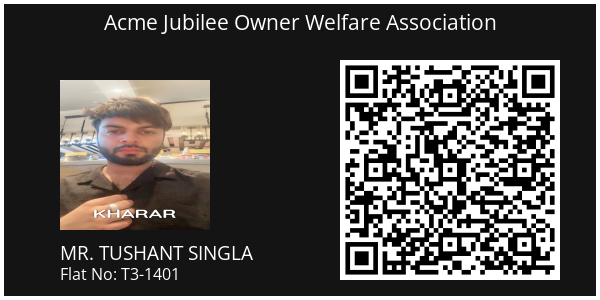 Acme Jubilee Owner Welfare Association
KHARAR
MR. TUSHANT SINGLA
Flat No: T3-1401